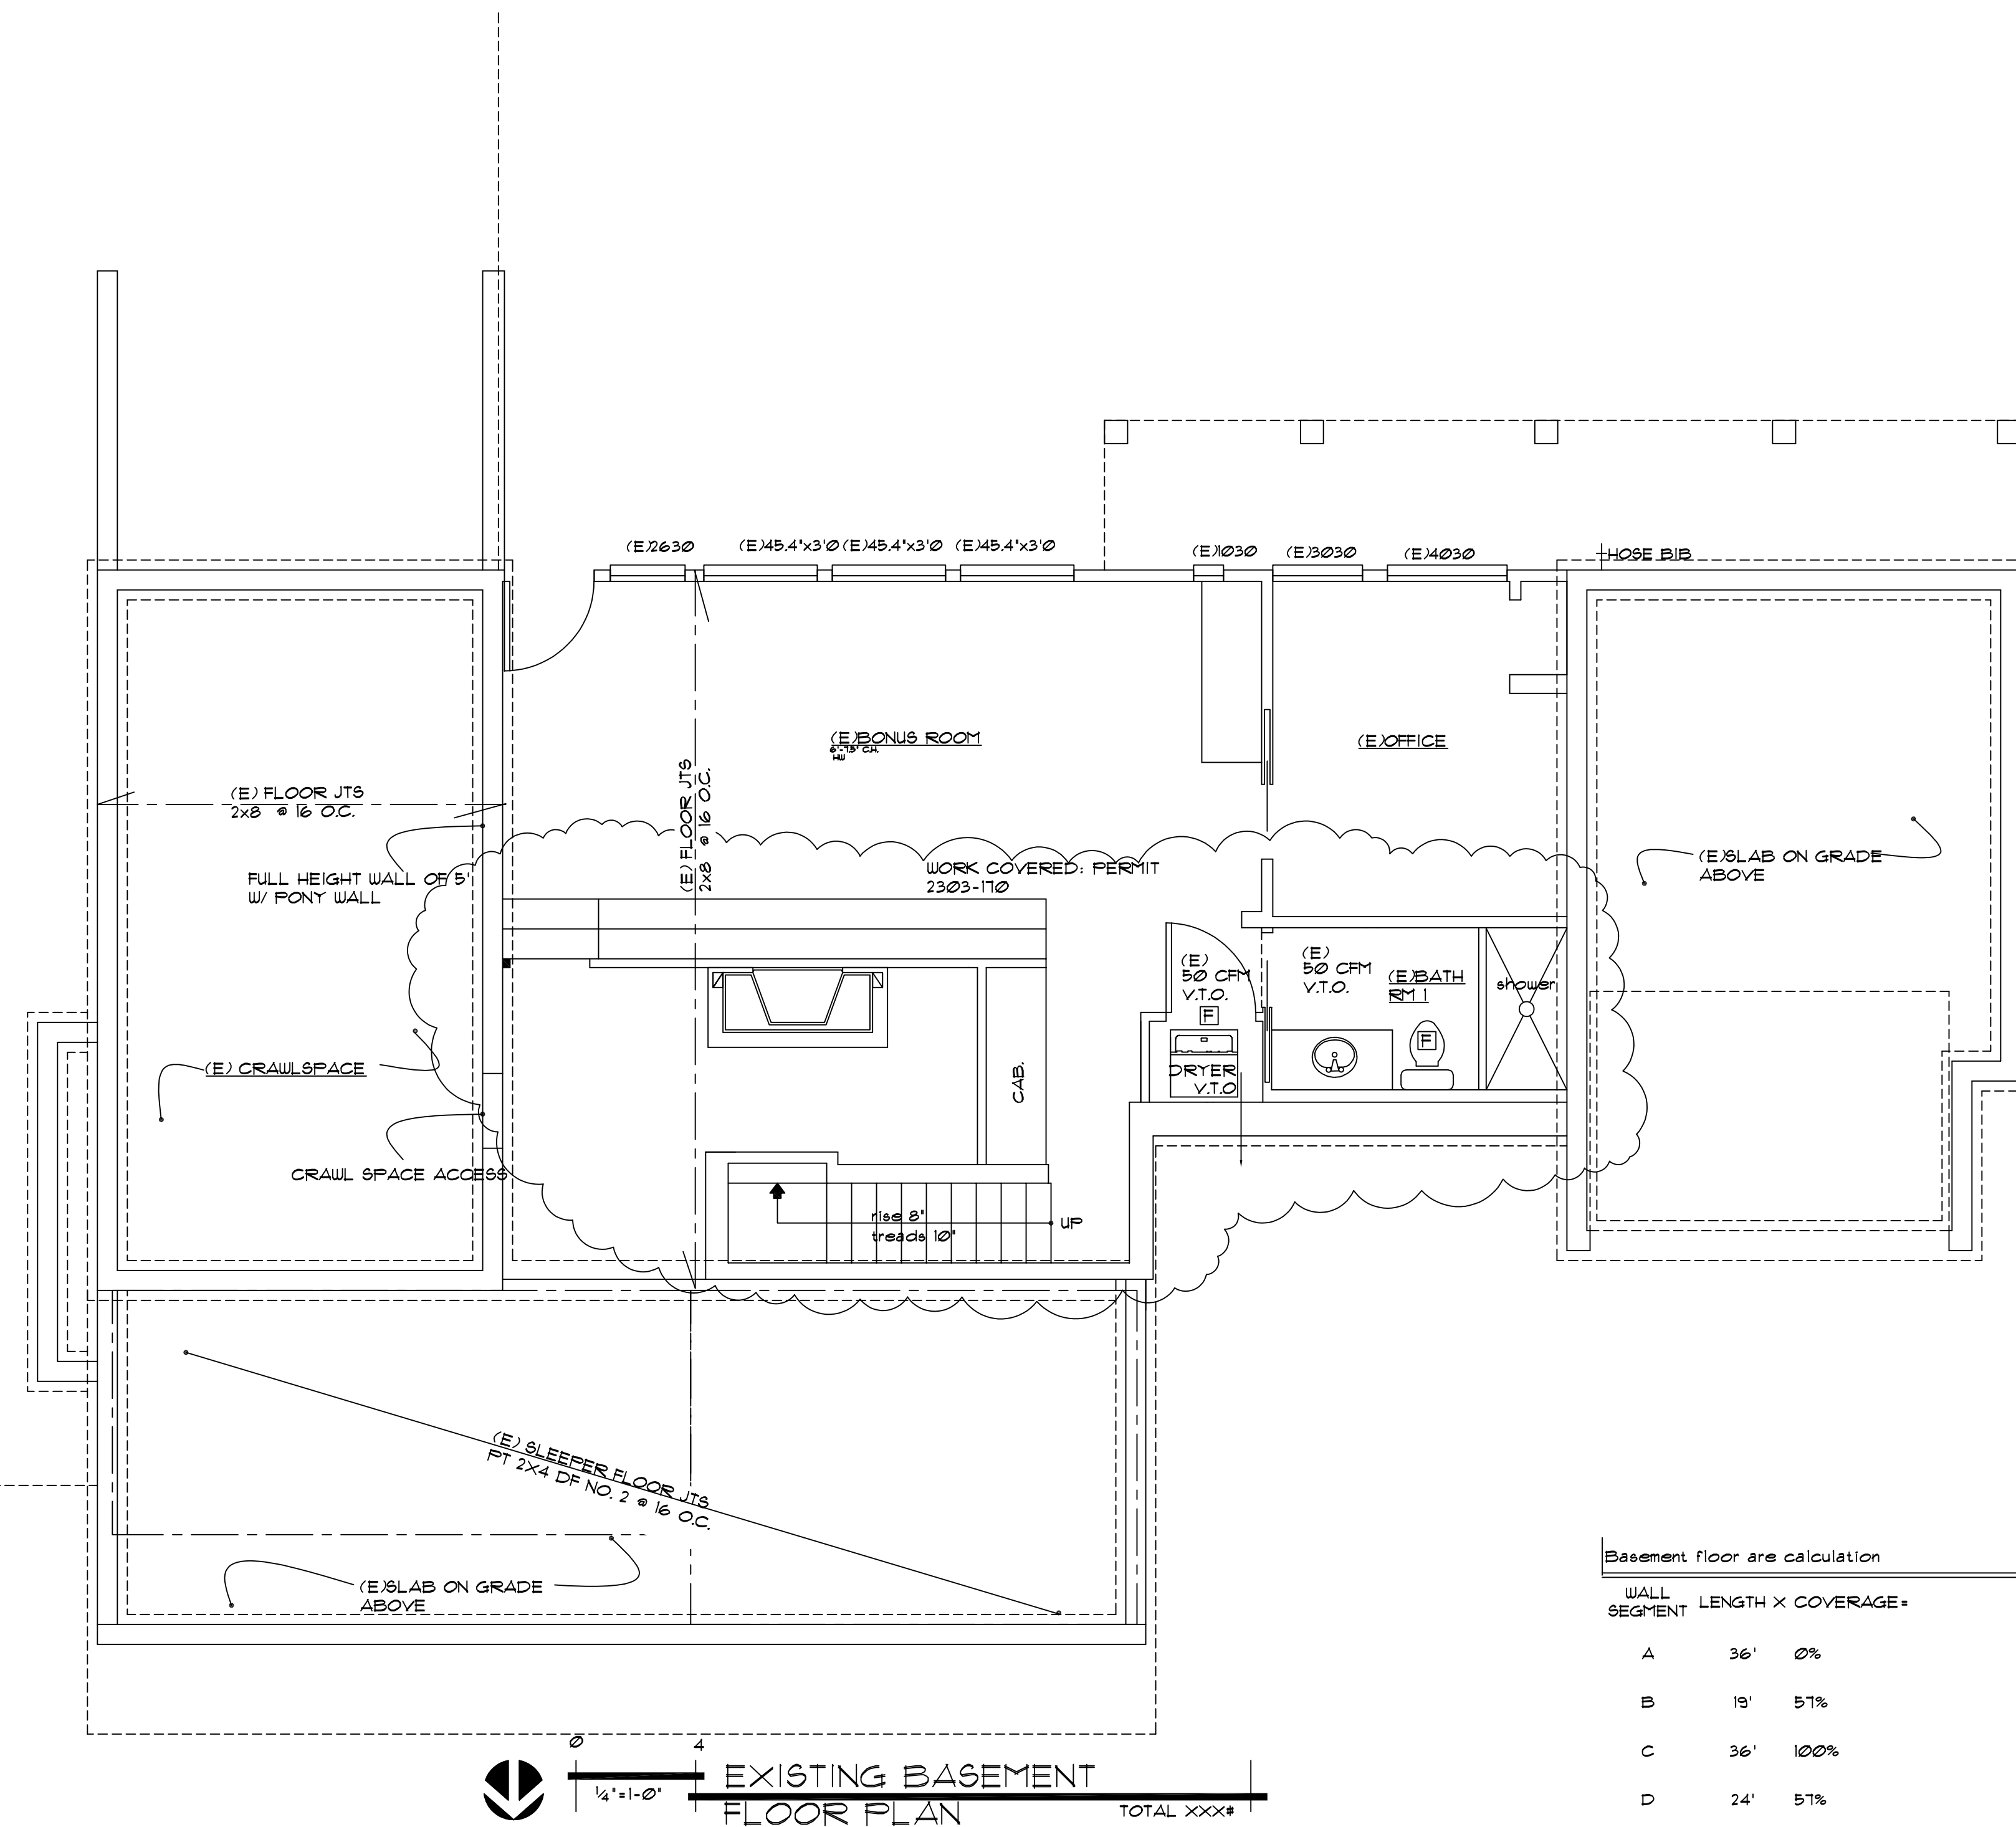 (E)2630 (E)45.4"x3'0 (E)45.4"x3'0 (E)45.4"x3'0 (E)1030 (E)3030 (E)4030 HOSE BIB
(E)BONUS ROOM
6'-7.5" C.H.
HW
(E)OFFICE
(E) FLOOR JTS
2x8 @ 16 O.C.
(E) FLOOR JTS
2x8 @ 16 O.C.
FULL HEIGHT WALL OF 5'
W/ PONY WALL
WORK COVERED: PERMIT
2303-170
(E)SLAB ON GRADE
ABOVE
(E)
50 CFM
V.T.O.
F
(E)
50 CFM
V.T.O.
(E)BATH
RM 1
F
shower
DRYER
V.T.O
CAB.
(E) CRAWLSPACE
CRAWL SPACE ACCESS
rise 8"
treads 10"
UP
(E) SLEEPER FLOOR JTS
PT 2X4 DF NO. 2 @ 16 O.C.
(E)SLAB ON GRADE
ABOVE
Basement floor are calculation
WALL
SEGMENT LENGTH X COVERAGE=
A 36' 0%
B 19' 57%
C 36' 100%
D 24' 57%
0 4
¼"=1-0"
EXISTING BASEMENT
FLOOR PLAN
TOTAL XXX#